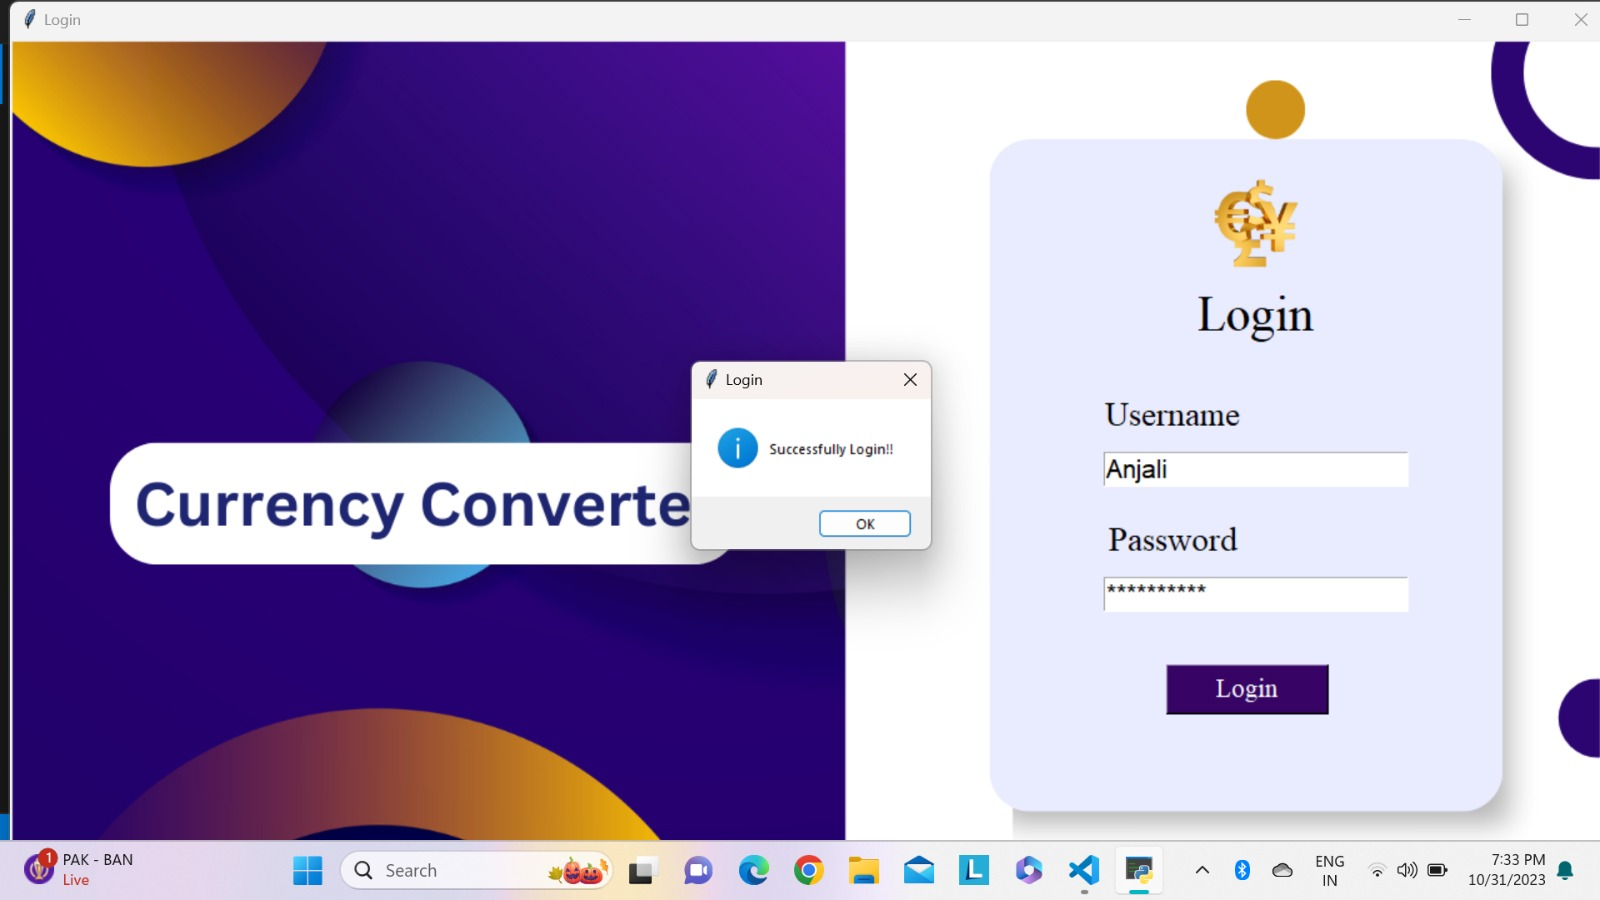 Login
Currency Converte
Login
Successfully Login!!
OK
Login
Username
Anjali
Password
**********
Login
1
PAK - BAN
Live
Search
L
ENG
IN
7:33 PM
10/31/2023